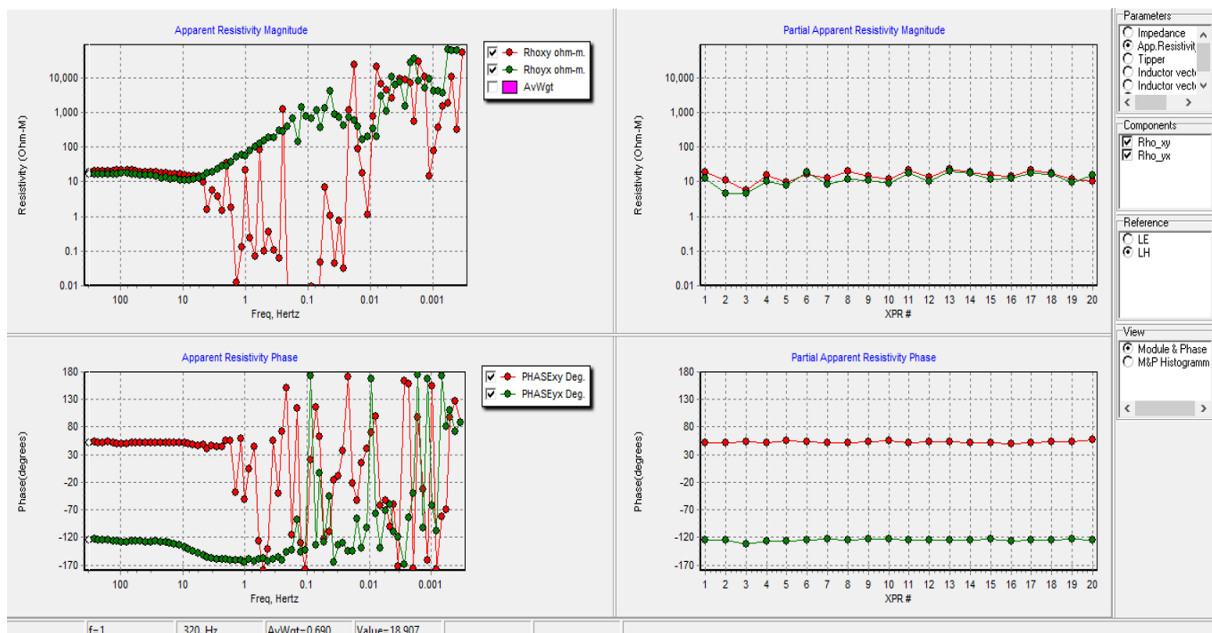 Apparent Resistivity Magnitude
Resistivity (Ohm-M)
10,000
1,000
100
10
1
0.1
0.01
100 10 1 0.1 0.01 0.001
Freq, Hertz
Rhoxy ohm-m.
Rhoyx ohm-m.
AvWgt
Partial Apparent Resistivity Magnitude
Resistivity (Ohm-M)
10,000
1,000
100
10
1
0.1
0.01
1 2 3 4 5 6 7 8 9 10 11 12 13 14 15 16 17 18 19 20
XPR #
Apparent Resistivity Phase
Phase(degrees)
180
130
80
30
-20
-70
-120
-170
100 10 1 0.1 0.01 0.001
Freq, Hertz
PHASExy Deg.
PHASEyx Deg.
Partial Apparent Resistivity Phase
Phase(degrees)
180
130
80
30
-20
-70
-120
-170
1 2 3 4 5 6 7 8 9 10 11 12 13 14 15 16 17 18 19 20
XPR #
Parameters
Impedance
App.Resistivity
Tipper
Inductor vect
Inductor vect
Components
Rho_xy
Rho_yx
Reference
LE
LH
View
Module & Phase
M&P Histogramm
f=1 320 Hz AvWgt=0.690 Value=18.907